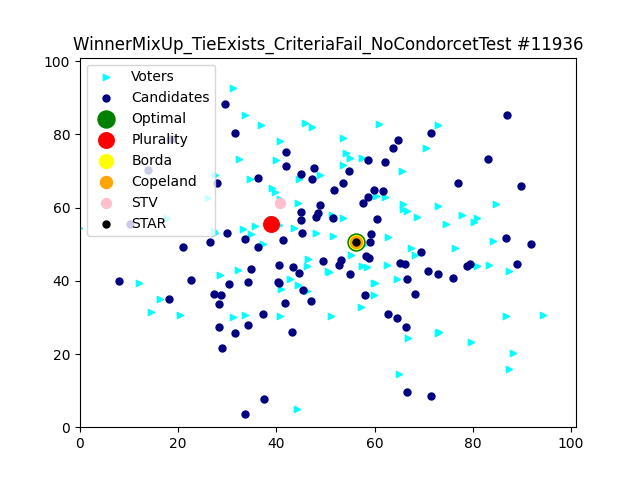 WinnerMixUp_TieExists_CriteriaFail_NoCondorcetTest #11936
100
80
60
40
20
0
Voters
Candidates
Optimal
Plurality
Borda
Copeland
STV
STAR
0 20 40 60 80 100